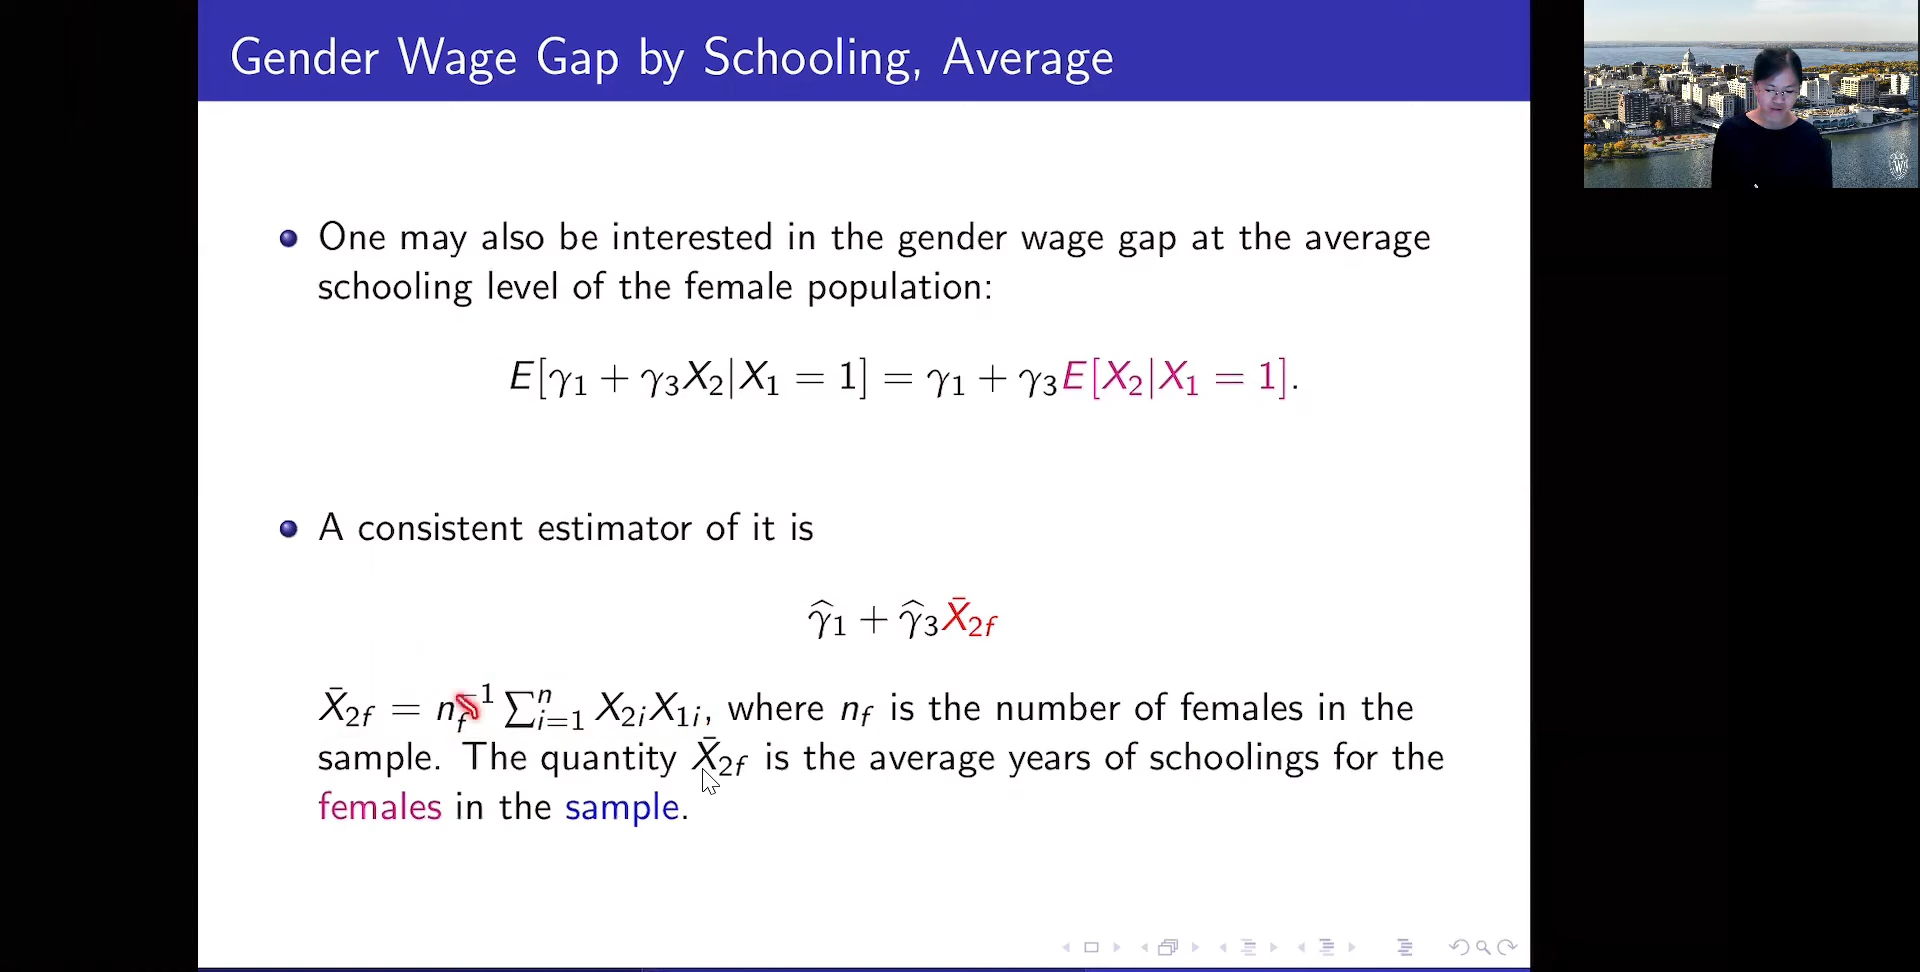 Gender Wage Gap by Schooling, Average
One may also be interested in the gender wage gap at the average
schooling level of the female population:
E[γ₁ + γ₃X₂|X₁ = 1] = γ₁ + γ₃E[X₂|X₁ = 1].
A consistent estimator of it is
γ̂₁ + γ̂₃X̄₂f
X̄₂f = n_f⁻¹ ∑ⁿᵢ₌₁ X₂ᵢX₁ᵢ, where n_f is the number of females in the
sample. The quantity X̄₂f is the average years of schoolings for the
females in the sample.
W